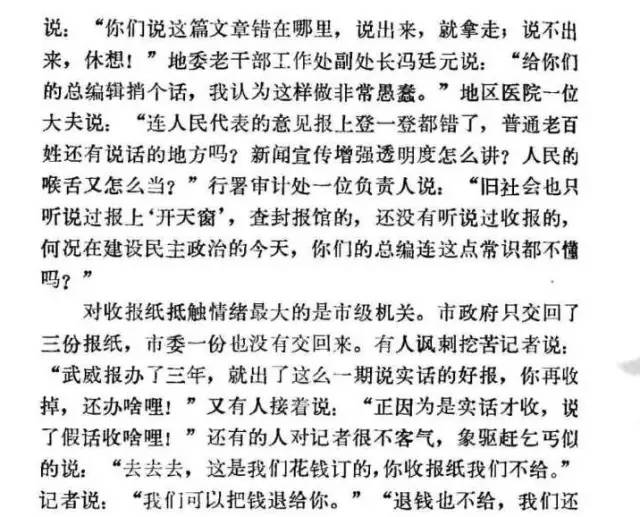 说：“你们说这篇文章错在哪里，说出来，就拿走；说不出
来，休想！”地委老干部工作处副处长冯廷元说：“给你们
的总编辑捎个话，我认为这样做非常愚蠢。”地区医院一位
大夫说：“连人民代表的意见报上登一登都错了，普通老百
姓还有说话的地方吗？新闻宣传增强透明度怎么讲？人民的
喉舌又怎么当？”行署审计处一位负责人说：“旧社会也只
听说过报上‘开天窗’，查封报馆的，还没有听说过收报的，
何况在建设民主政治的今天，你们的总编连这点常识都不懂
吗？”
对收报纸抵触情绪最大的是市级机关。市政府只交回了
三份报纸，市委一份也没有交回来。有人讽刺挖苦记者说：
“武威报办了三年，就出了这么一期说实话的好报，你再收
掉，还办啥哩！”又有人接着说：“正因为是实话才收，说
了假话收啥哩！”还有的人对记者很不客气，象驱赶乞丐似
的说：“去去去，这是我们花钱订的，你收报纸我们不给。”
记者说：“我们可以把钱退给你。”“退钱也不给，我们还